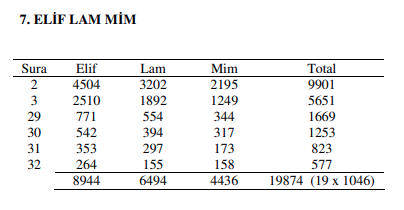 7. ELİF LAM MİM
Sura Elif Lam Mim Total
2 4504 3202 2195 9901
3 2510 1892 1249 5651
29 771 554 344 1669
30 542 394 317 1253
31 353 297 173 823
32 264 155 158 577
8944 6494 4436 19874 (19 x 1046)